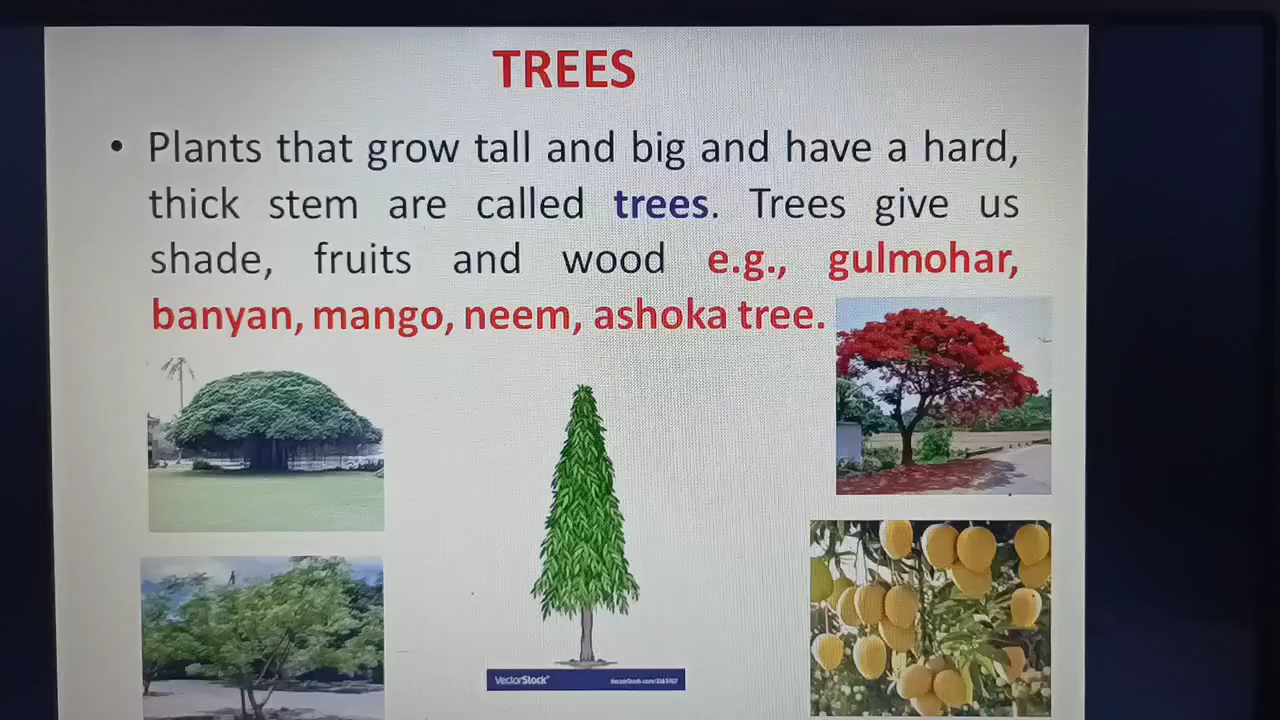 TREES
• Plants that grow tall and big and have a hard,
thick stem are called trees. Trees give us
shade, fruits and wood e.g., gulmohar,
banyan, mango, neem, ashoka tree.
VectorStock®